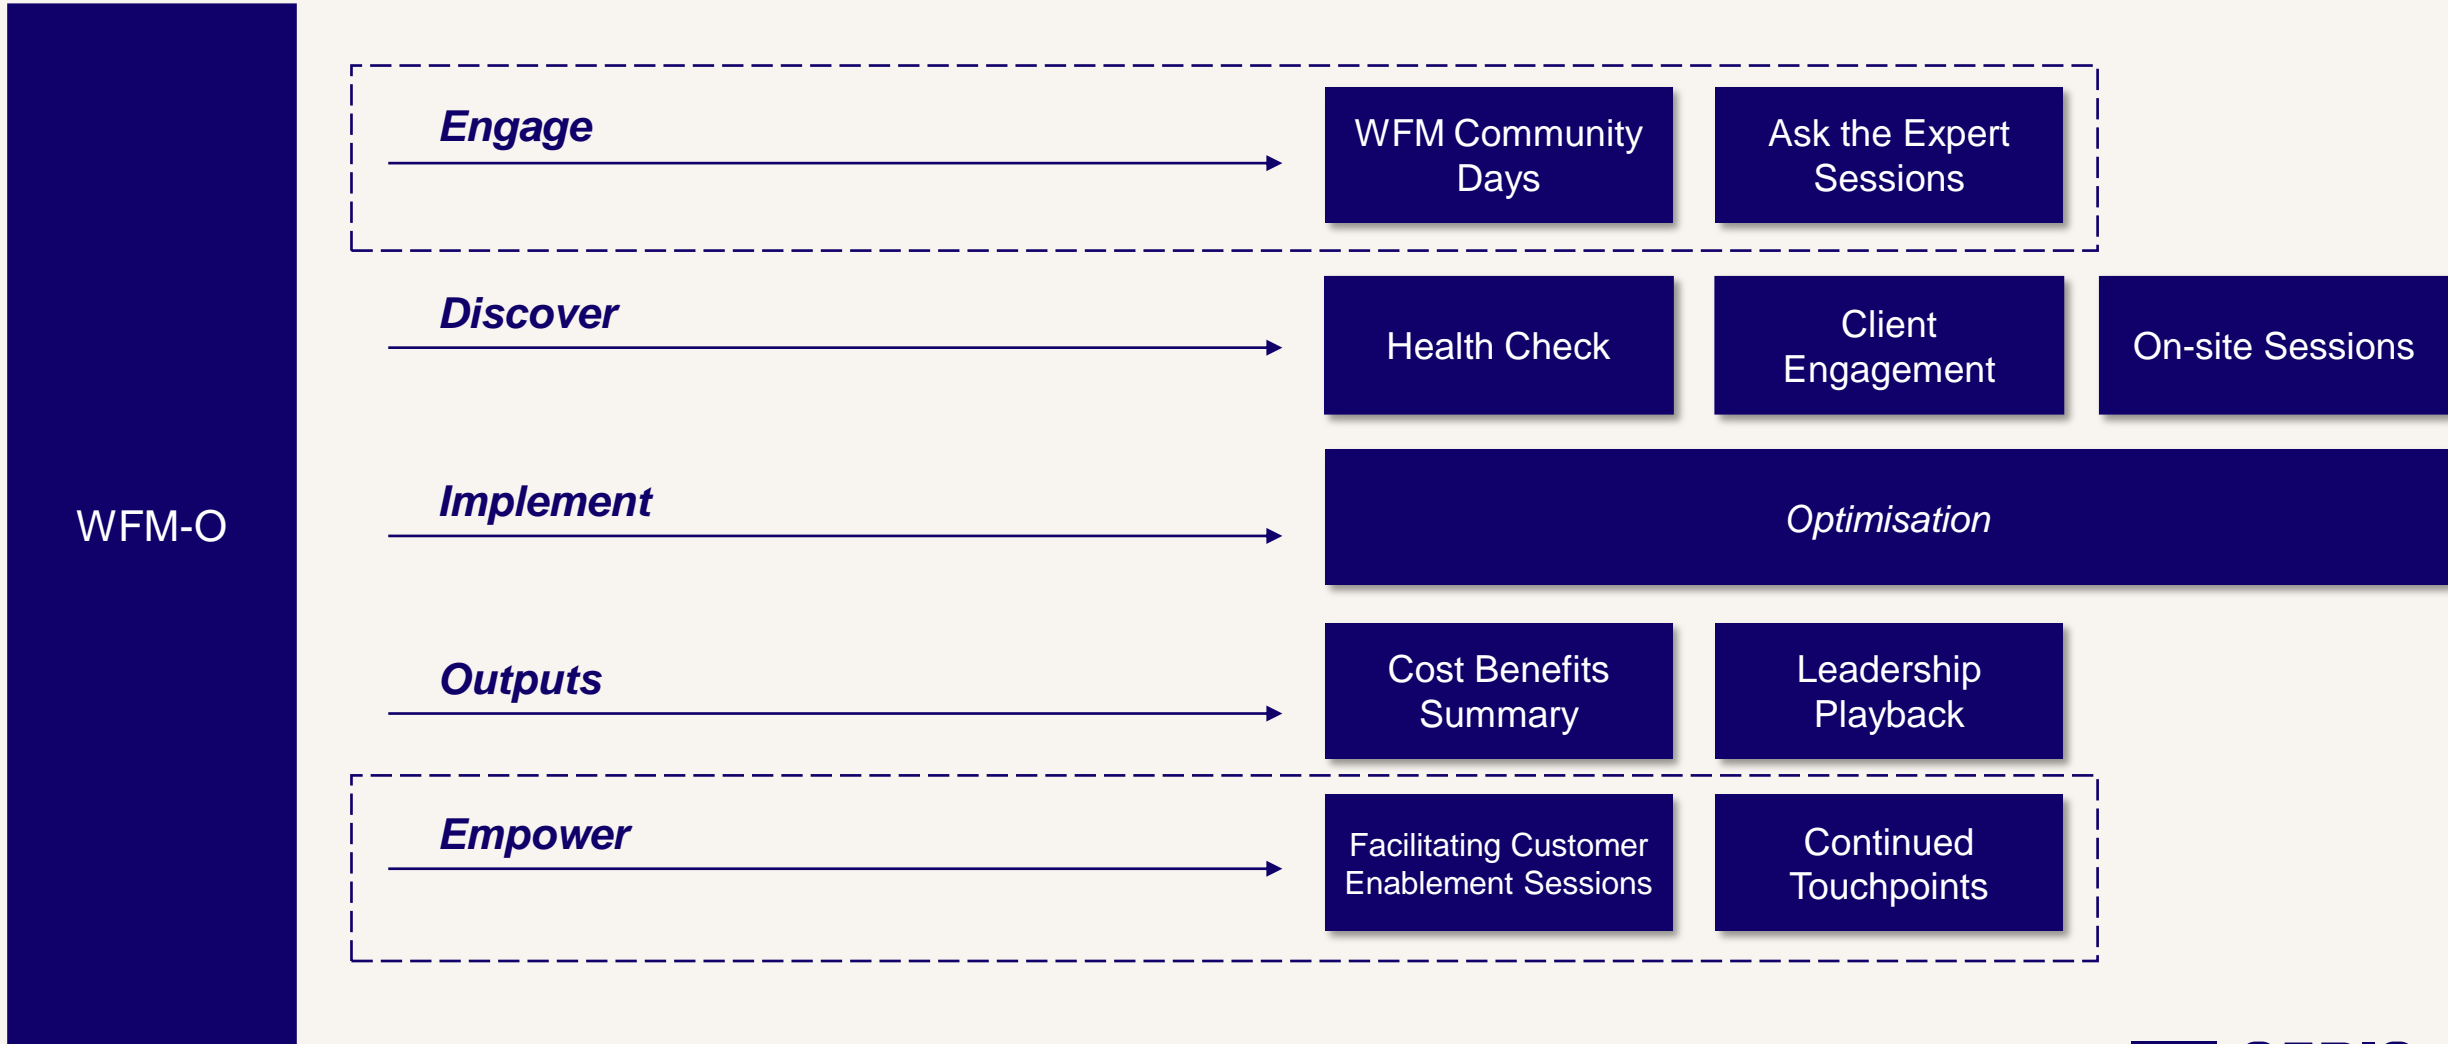 WFM-O
Engage
WFM Community
Days
Ask the Expert
Sessions
Discover
Health Check
Client
Engagement
On-site Sessions
Implement
Optimisation
Outputs
Cost Benefits
Summary
Leadership
Playback
Empower
Facilitating Customer
Enablement Sessions
Continued
Touchpoints